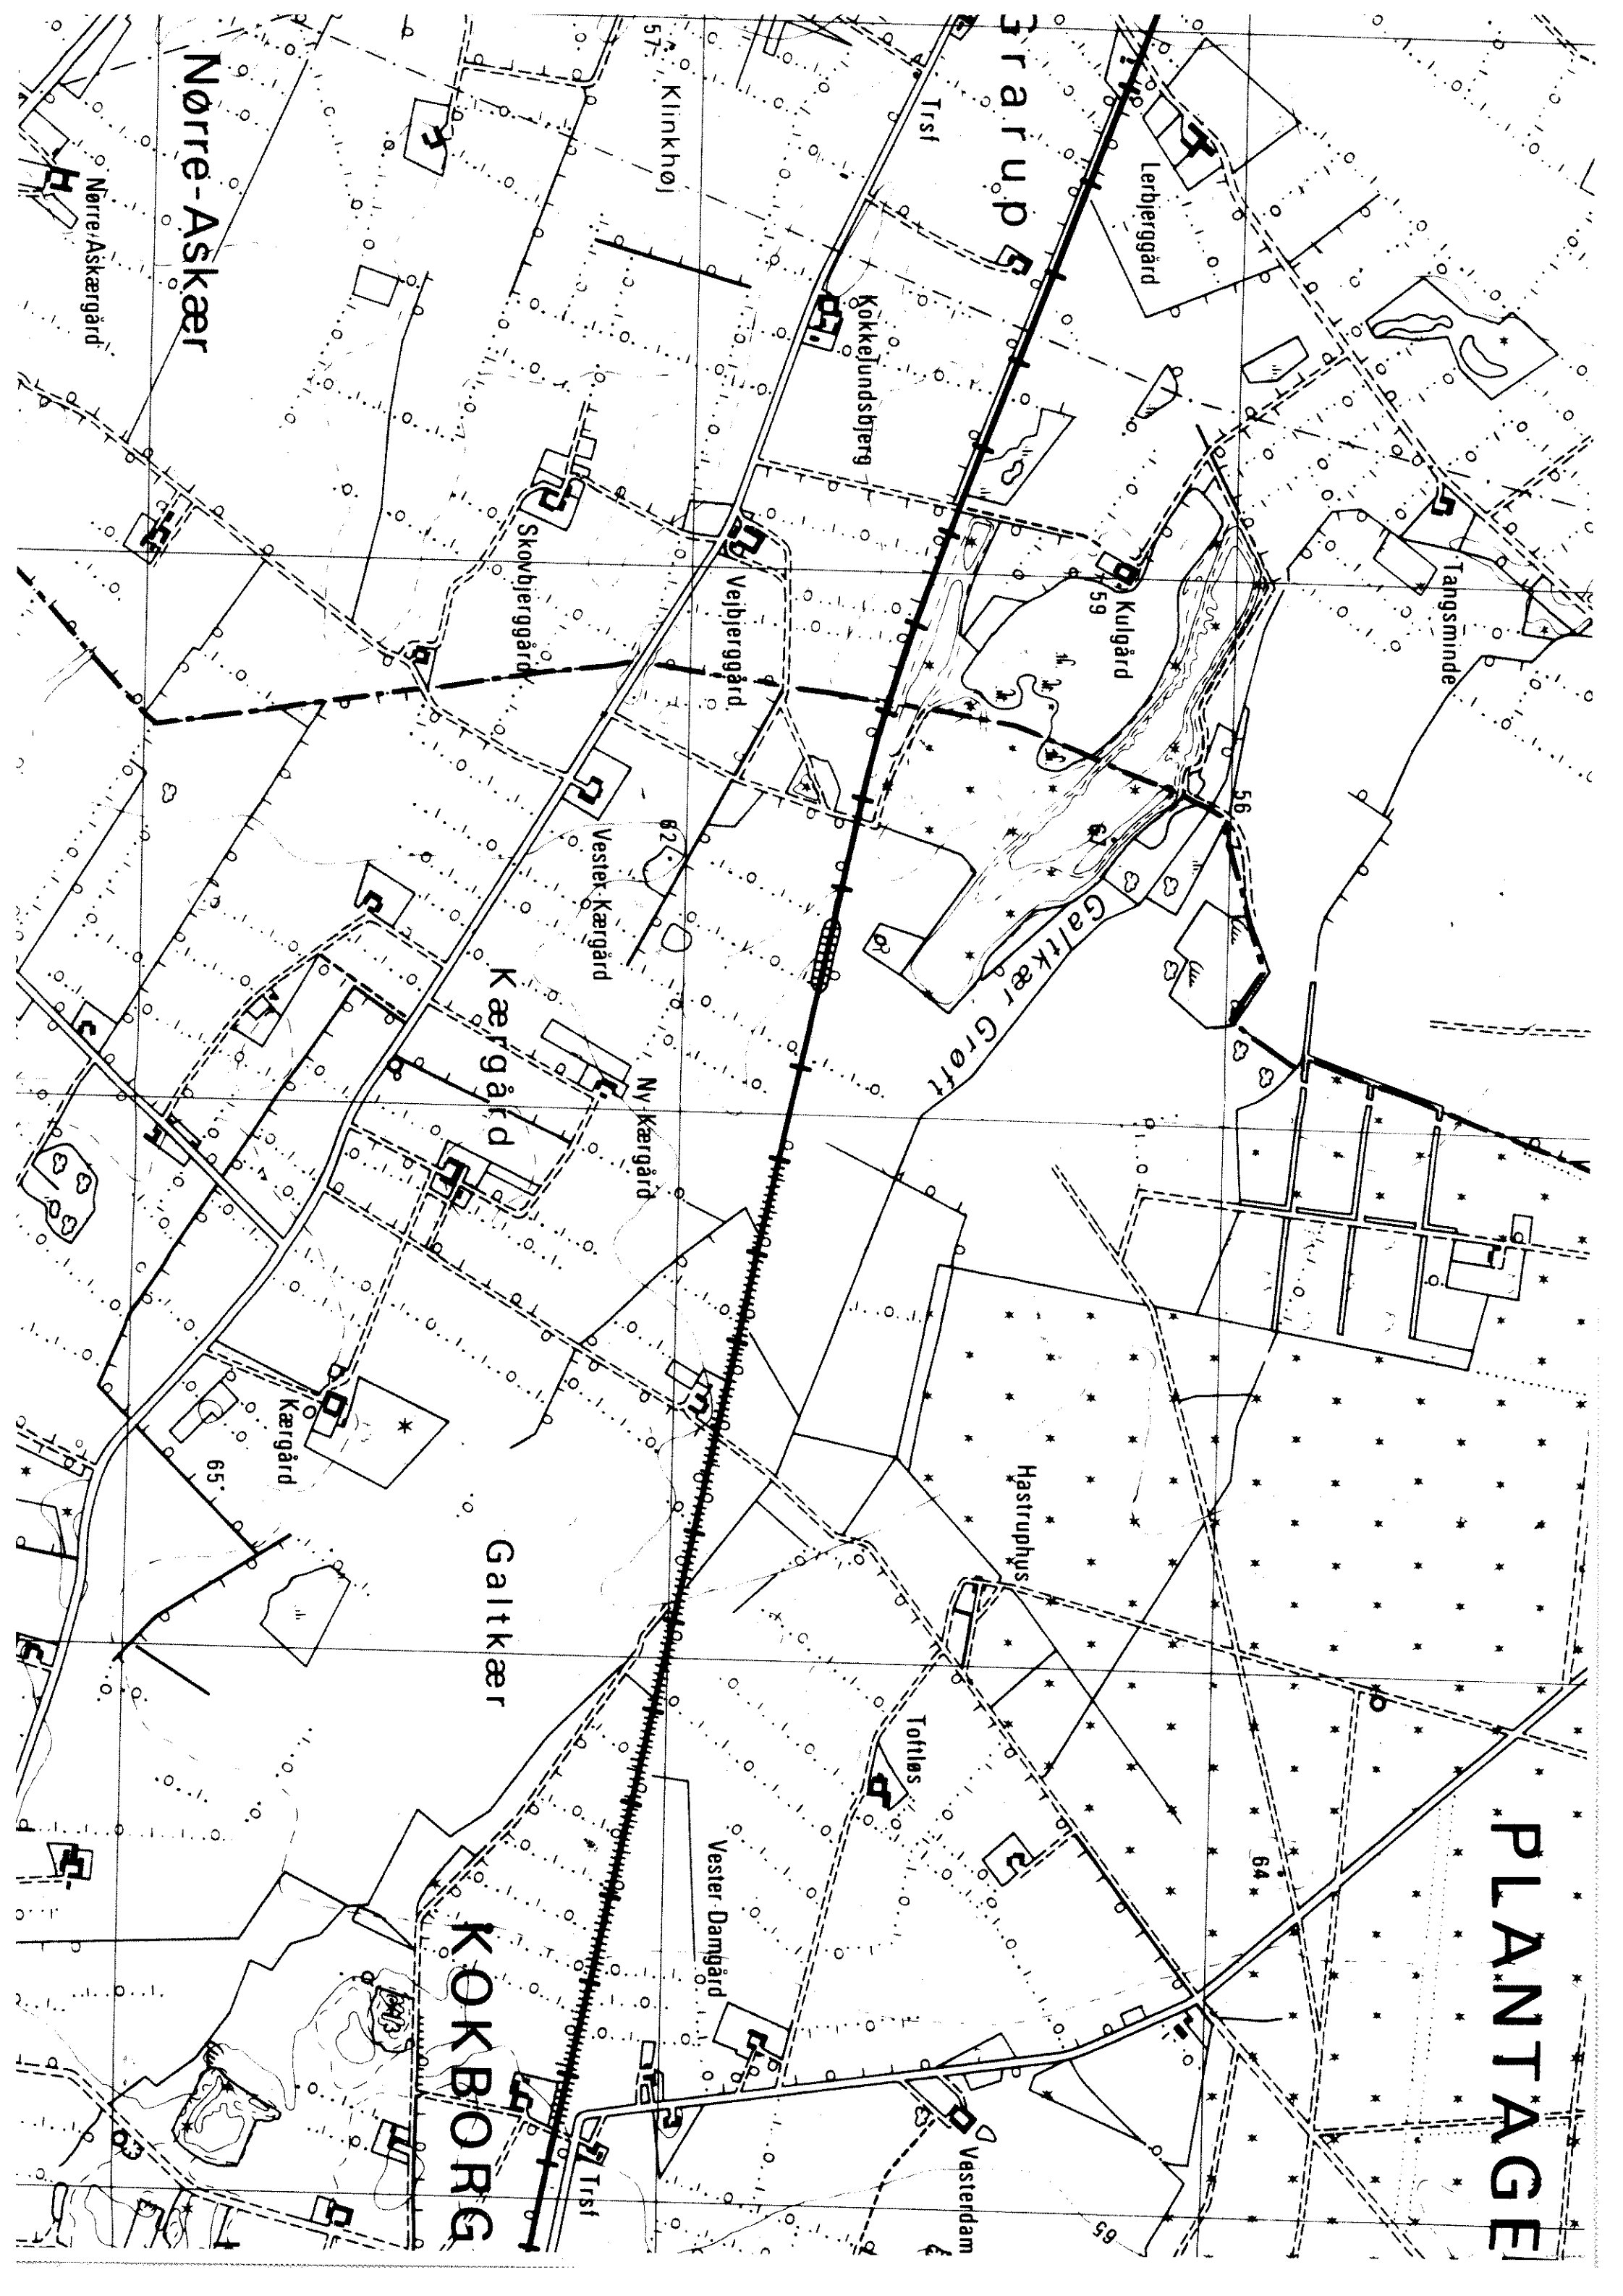 Grarup
Trsf
57
Klinkhøj
Nørre-Askær
Nørre-Askærgård
Lerbjerggård
Kokkelundsbjerg
Tangsminde
Kulgård
59
Vejbjerggård
Skovbjerggård
56
62
Vester-Kærgård
Galtkær Grøft
Kærgård
Ny-Kærgård
Kærgård
65
Hastruphus
Galtkær
Toftløs
PLANTAGE
64
Vester-Damgård
KOKBORG
Trsf
Vesterdam
65